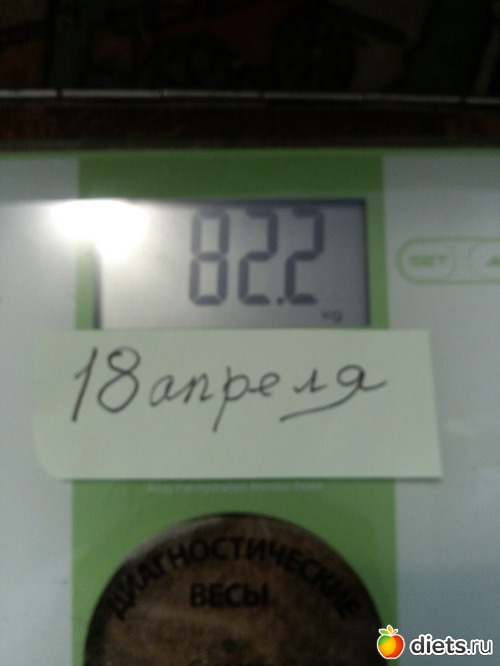 82.2
kg
SET
18 апреля
ДИАГНОСТИЧЕСКИЕ
ВЕСЫ
diets.ru